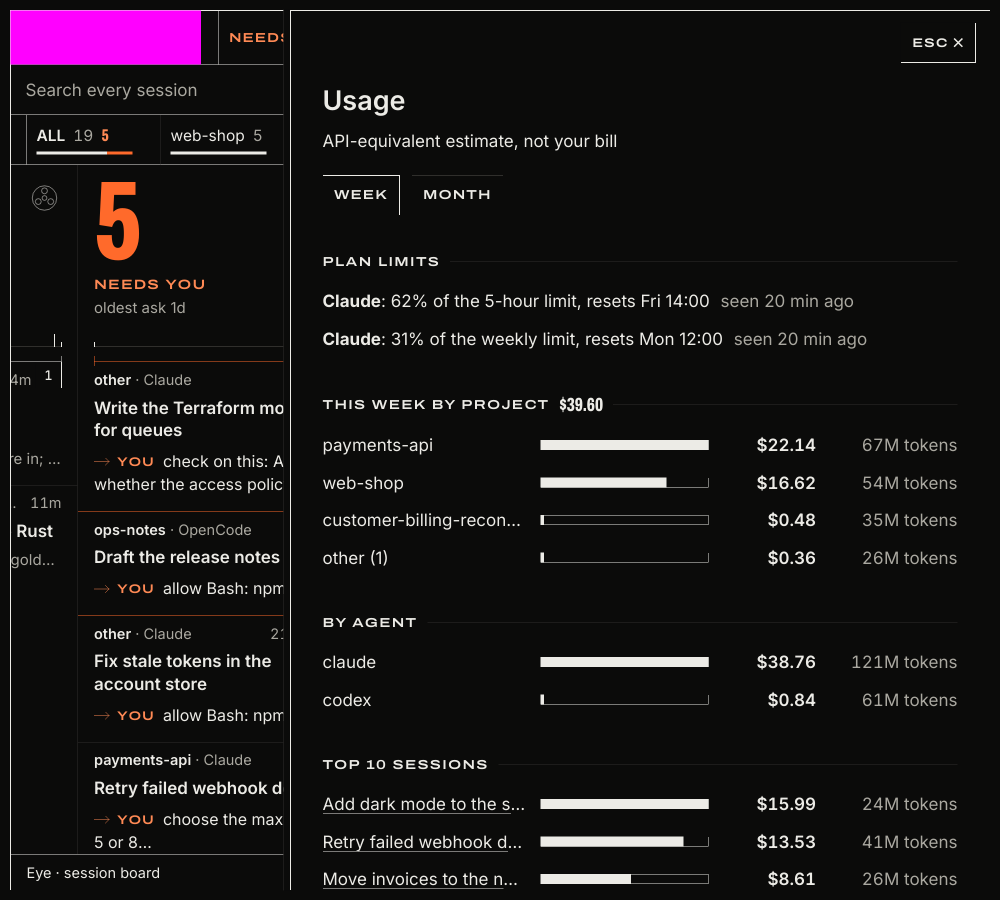 NEEDS
Search every session
ALL 19 5
web-shop 5
5
NEEDS YOU
oldest ask 1d
4m 1
re in; ...
. 11m
Rust
gold...
other · Claude
Write the Terraform mo
for queues
→ YOU check on this: A
whether the access polic
ops-notes · OpenCode
Draft the release notes
→ YOU allow Bash: npm
other · Claude 21
Fix stale tokens in the
account store
→ YOU allow Bash: npm
payments-api · Claude
Retry failed webhook d
→ YOU choose the max
5 or 8...
Eye · session board
ESC ×
Usage
API-equivalent estimate, not your bill
WEEK MONTH
PLAN LIMITS
Claude: 62% of the 5-hour limit, resets Fri 14:00 seen 20 min ago
Claude: 31% of the weekly limit, resets Mon 12:00 seen 20 min ago
THIS WEEK BY PROJECT $39.60
payments-api $22.14 67M tokens
web-shop $16.62 54M tokens
customer-billing-recon... $0.48 35M tokens
other (1) $0.36 26M tokens
BY AGENT
claude $38.76 121M tokens
codex $0.84 61M tokens
TOP 10 SESSIONS
Add dark mode to the s... $15.99 24M tokens
Retry failed webhook d... $13.53 41M tokens
Move invoices to the n... $8.61 26M tokens